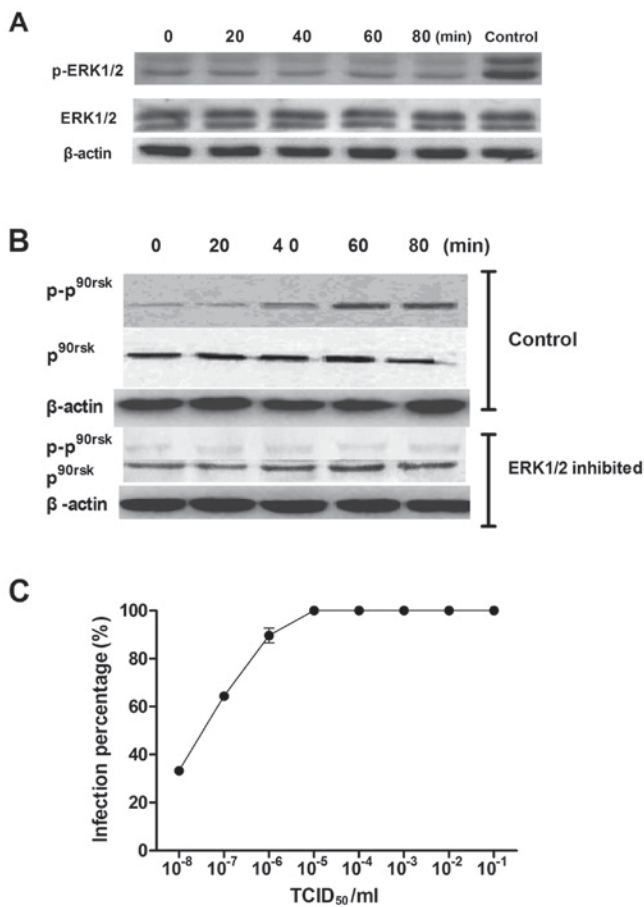 A
0 20 40 60 80 (min) Control
p-ERK1/2
ERK1/2
β-actin
B
0 20 4 0 60 80 (min)
p-p90rsk
p90rsk
β-actin
Control
p-p90rsk
p90rsk
β -actin
ERK1/2 inhibited
C
Infection percentage (%)
100
80
60
40
20
0
10-8 10-7 10-6 10-5 10-4 10-3 10-2 10-1
TCID50/ml